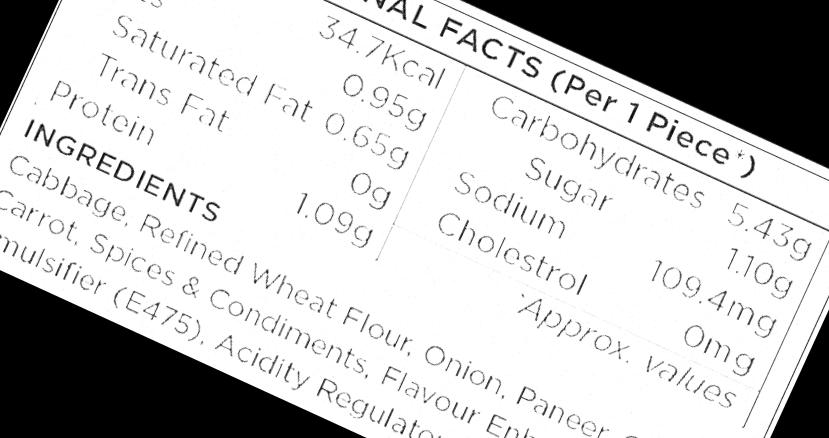 NAL FACTS (Per 1 Piece*)
34.7Kcal
0.95g
Saturated Fat 0.65g
Trans Fat 0g
Protein 1.09g
Carbohydrates 5.43g
Sugar 1.10g
Sodium 109.4mg
Cholestrol 0mg
*Approx. values
INGREDIENTS
Cabbage, Refined Wheat Flour, Onion, Paneer,
Carrot, Spices & Condiments, Flavour Enh
mulsifier (E475), Acidity Regulato